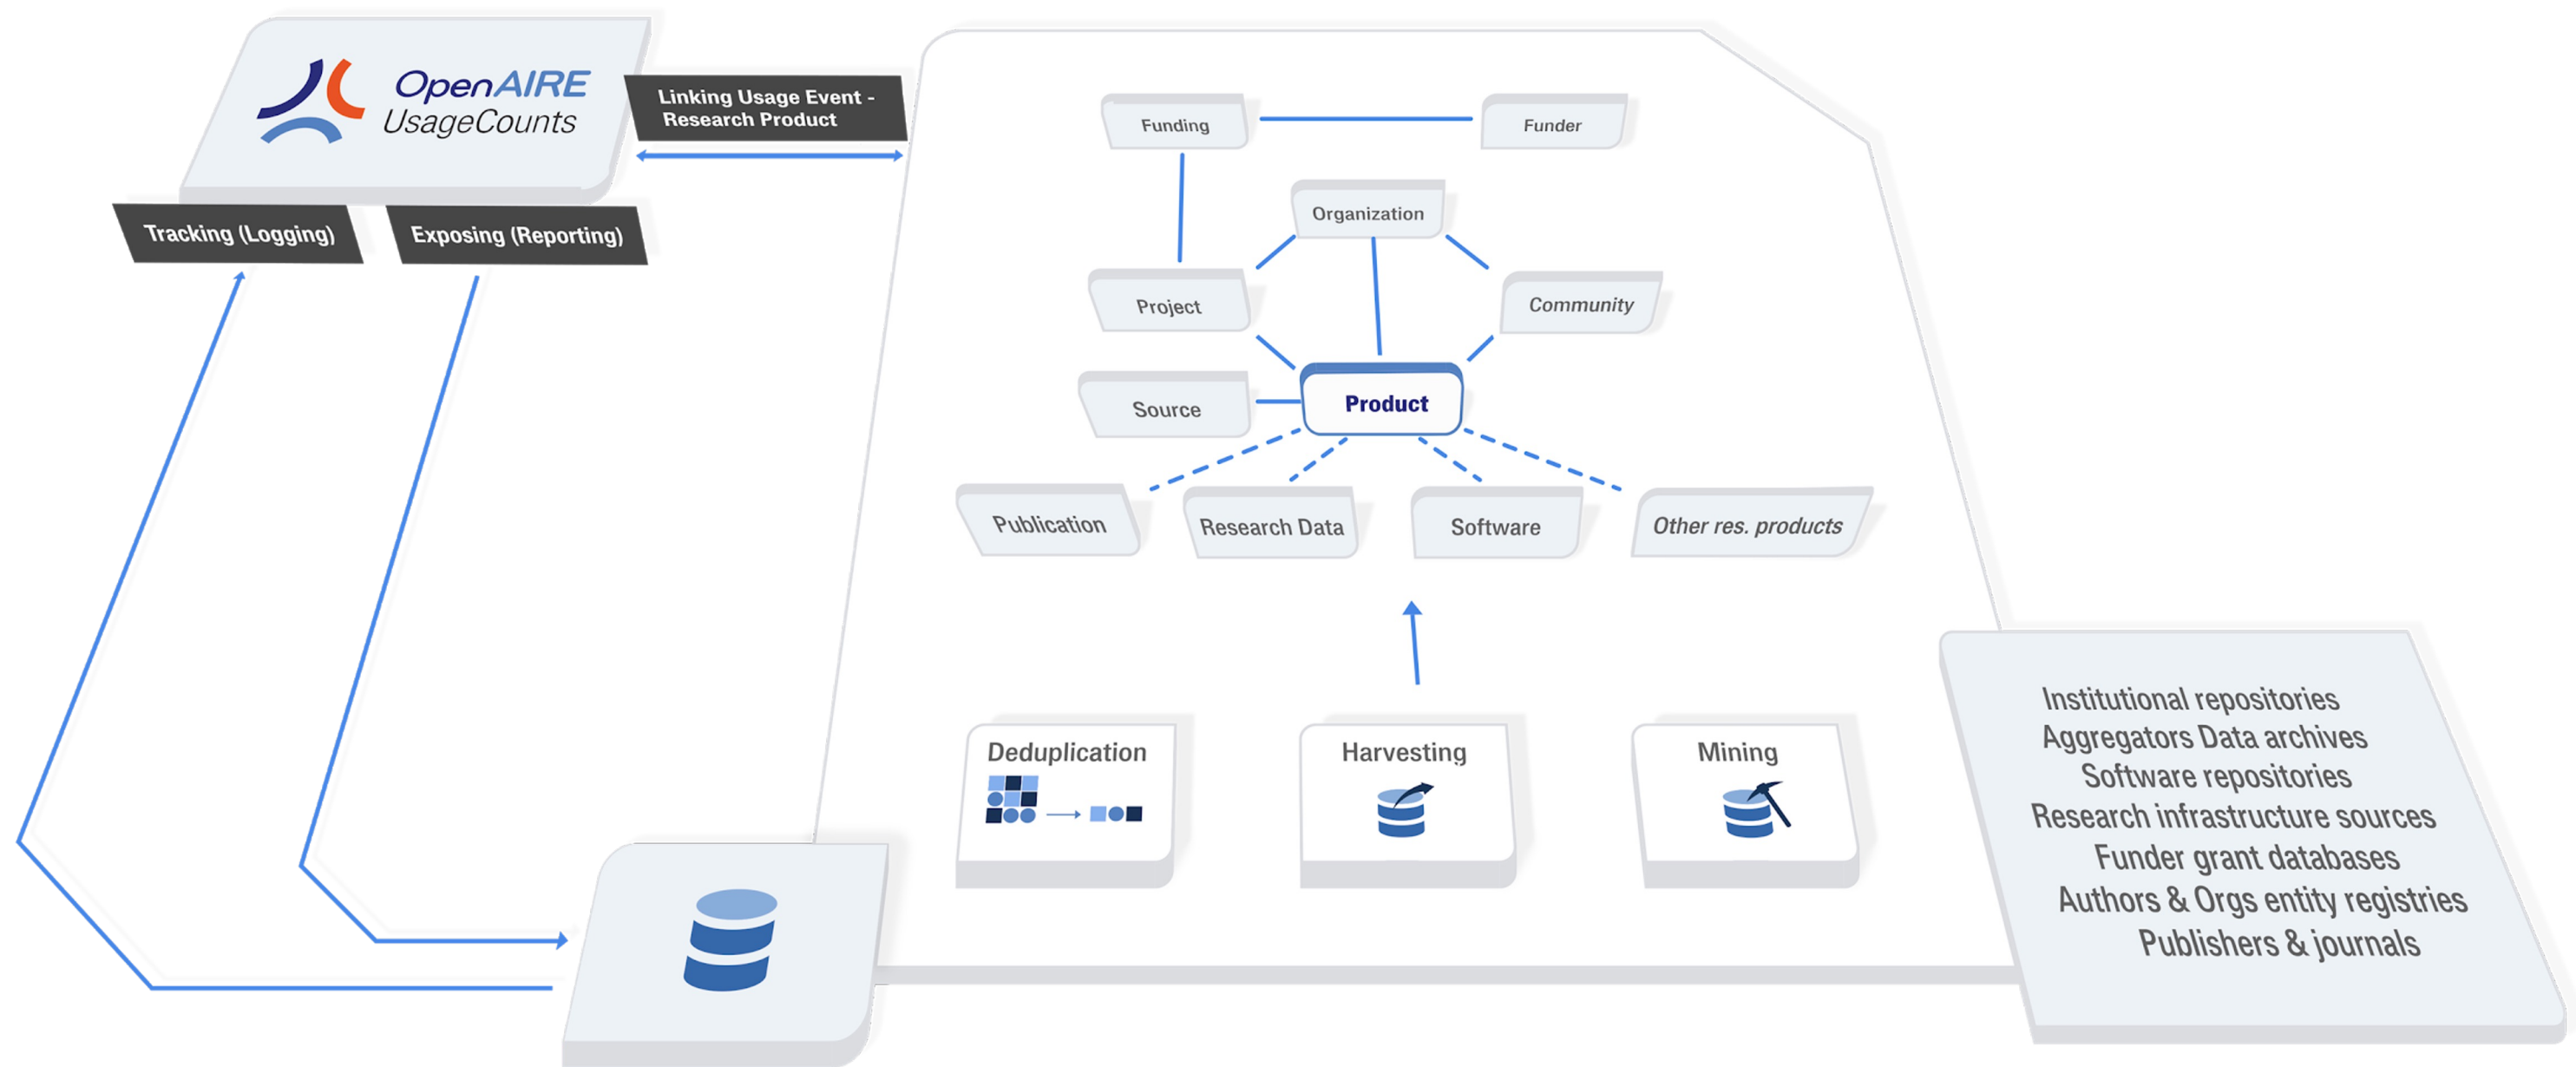 OpenAIRE
UsageCounts
Linking Usage Event -
Research Product
Tracking (Logging)
Exposing (Reporting)
Funding
Funder
Organization
Project
Community
Source
Product
Publication
Research Data
Software
Other res. products
Deduplication
Harvesting
Mining
Institutional repositories
Aggregators Data archives
Software repositories
Research infrastructure sources
Funder grant databases
Authors & Orgs entity registries
Publishers & journals